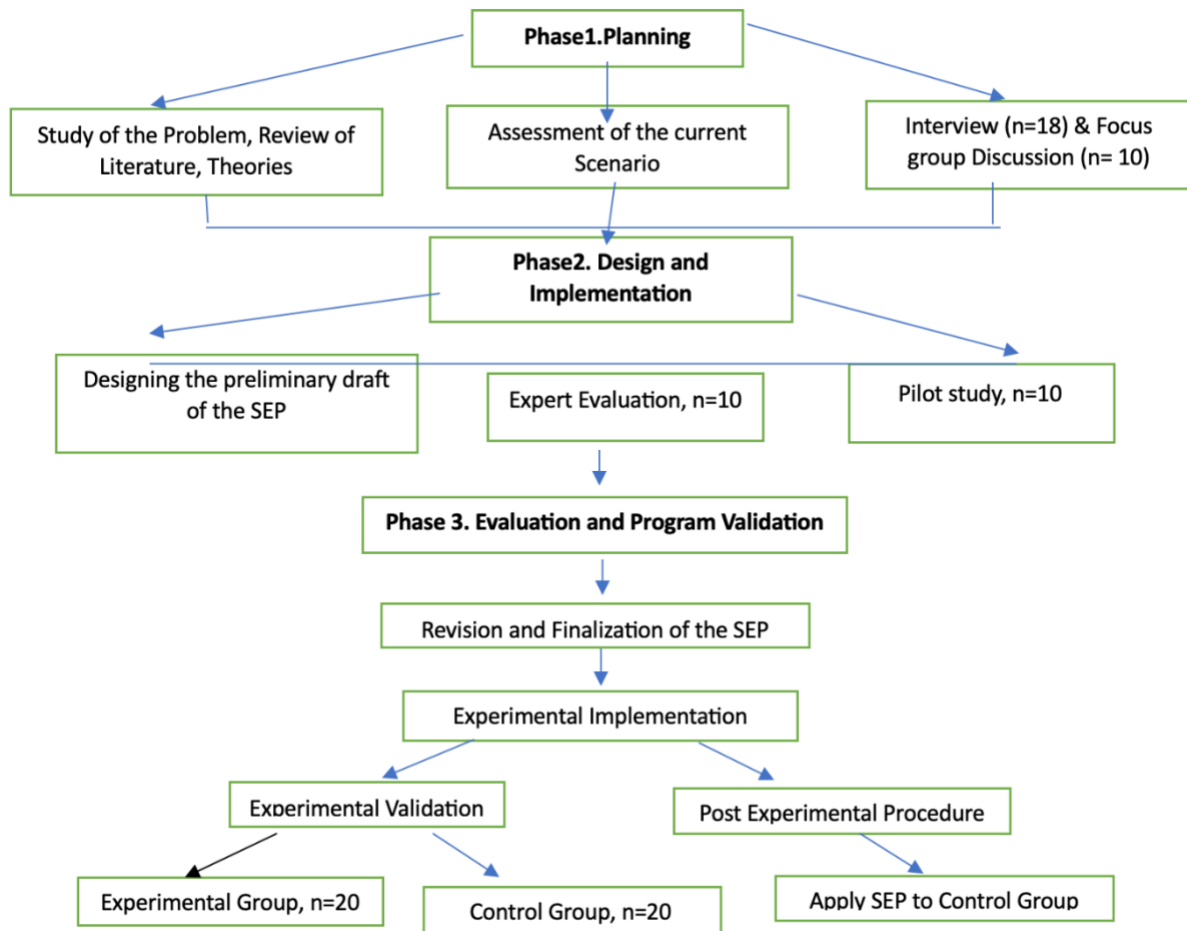 Phase1.Planning
Study of the Problem, Review of
Literature, Theories
Assessment of the current
Scenario
Interview (n=18) & Focus
group Discussion (n= 10)
Phase2. Design and
Implementation
Designing the preliminary draft
of the SEP
Expert Evaluation, n=10
Pilot study, n=10
Phase 3. Evaluation and Program Validation
Revision and Finalization of the SEP
Experimental Implementation
Experimental Validation
Post Experimental Procedure
Experimental Group, n=20
Control Group, n=20
Apply SEP to Control Group